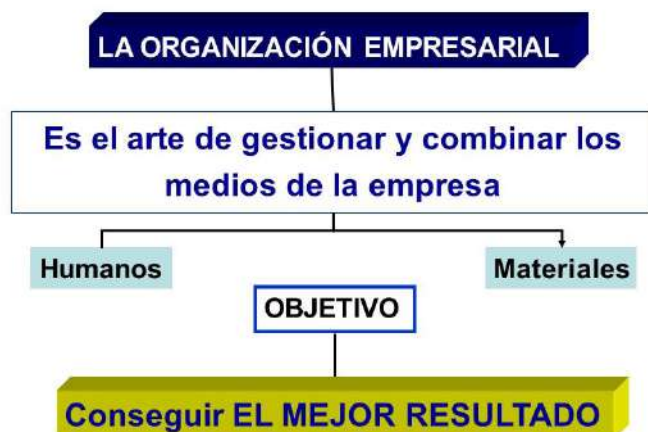 LA ORGANIZACIÓN EMPRESARIAL
Es el arte de gestionar y combinar los
medios de la empresa
Humanos
Materiales
OBJETIVO
Conseguir EL MEJOR RESULTADO